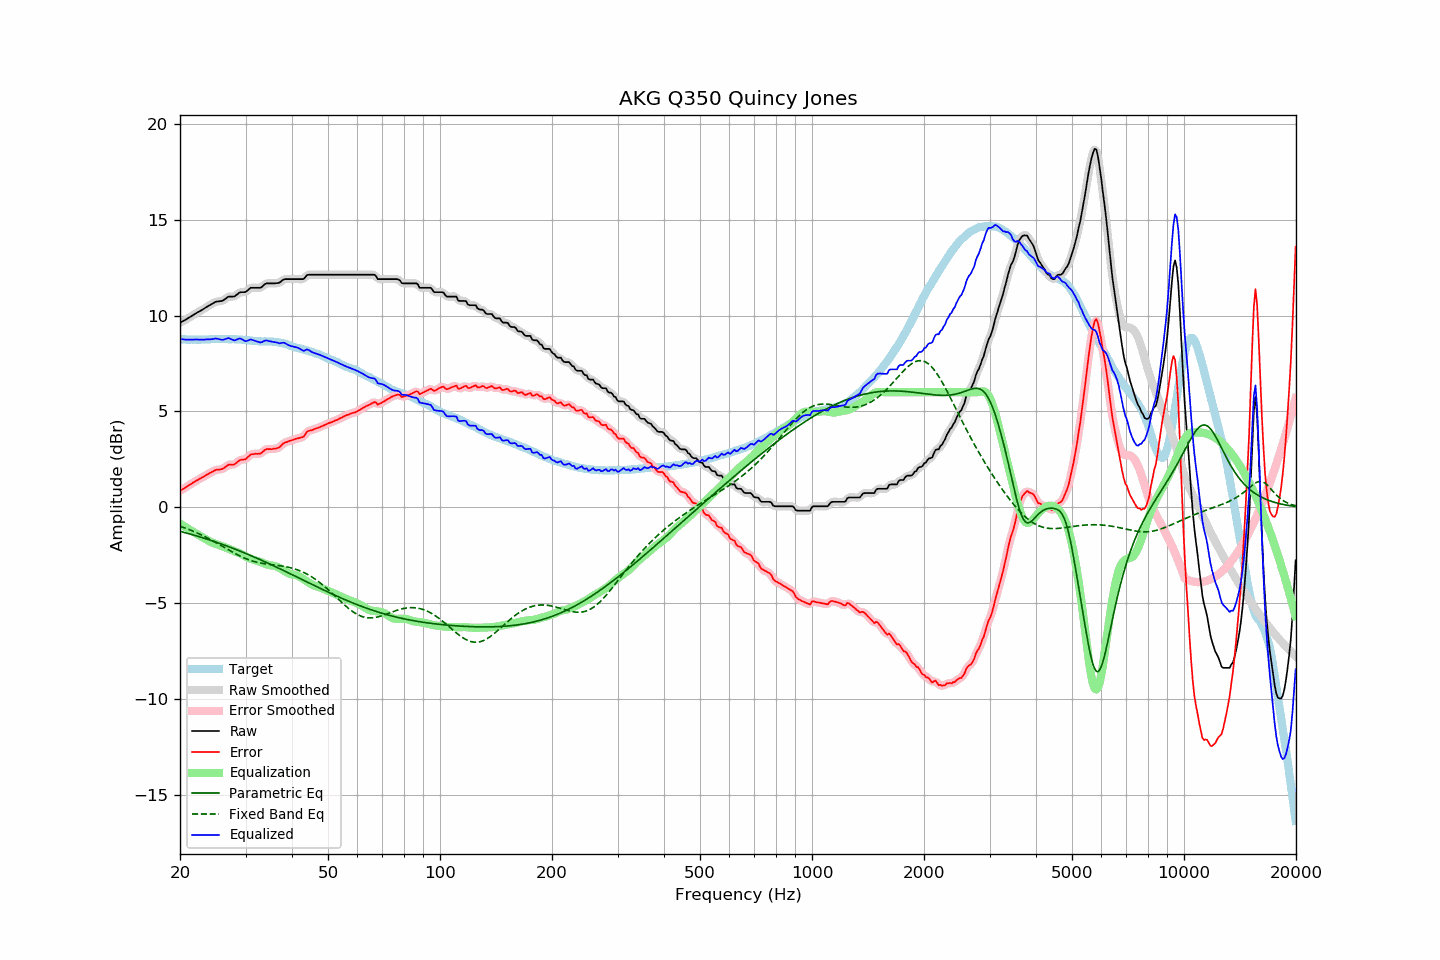 AKG Q350 Quincy Jones
20
15
10
5
0
−5
−10
−15
Amplitude (dBr)
Target
Raw Smoothed
Error Smoothed
Raw
Error
Equalization
Parametric Eq
Fixed Band Eq
Equalized
20 50 100 200 500 1000 2000 5000 10000 20000
Frequency (Hz)